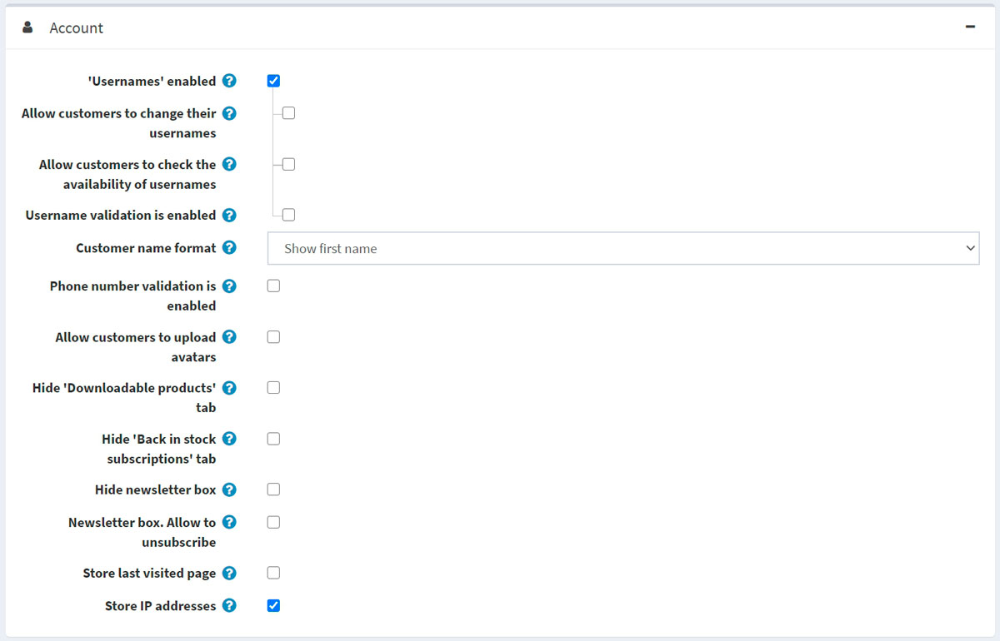 Account
'Usernames' enabled
Allow customers to change their
usernames
Allow customers to check the
availability of usernames
Username validation is enabled
Customer name format
Show first name
Phone number validation is
enabled
Allow customers to upload
avatars
Hide 'Downloadable products'
tab
Hide 'Back in stock
subscriptions' tab
Hide newsletter box
Newsletter box. Allow to
unsubscribe
Store last visited page
Store IP addresses